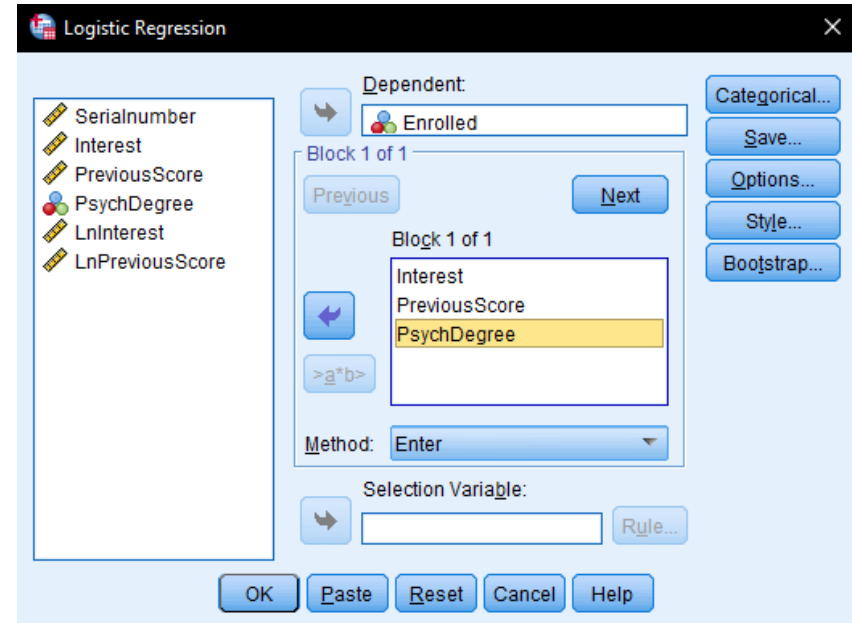 Logistic Regression
Serialnumber
Interest
PreviousScore
PsychDegree
LnInterest
LnPreviousScore
Dependent:
Enrolled
Block 1 of 1
Previous
Next
Block 1 of 1
Interest
PreviousScore
PsychDegree
>a*b>
Method:
Enter
Selection Variable:
Rule...
Categorical...
Save...
Options...
Style...
Bootstrap...
OK
Paste
Reset
Cancel
Help